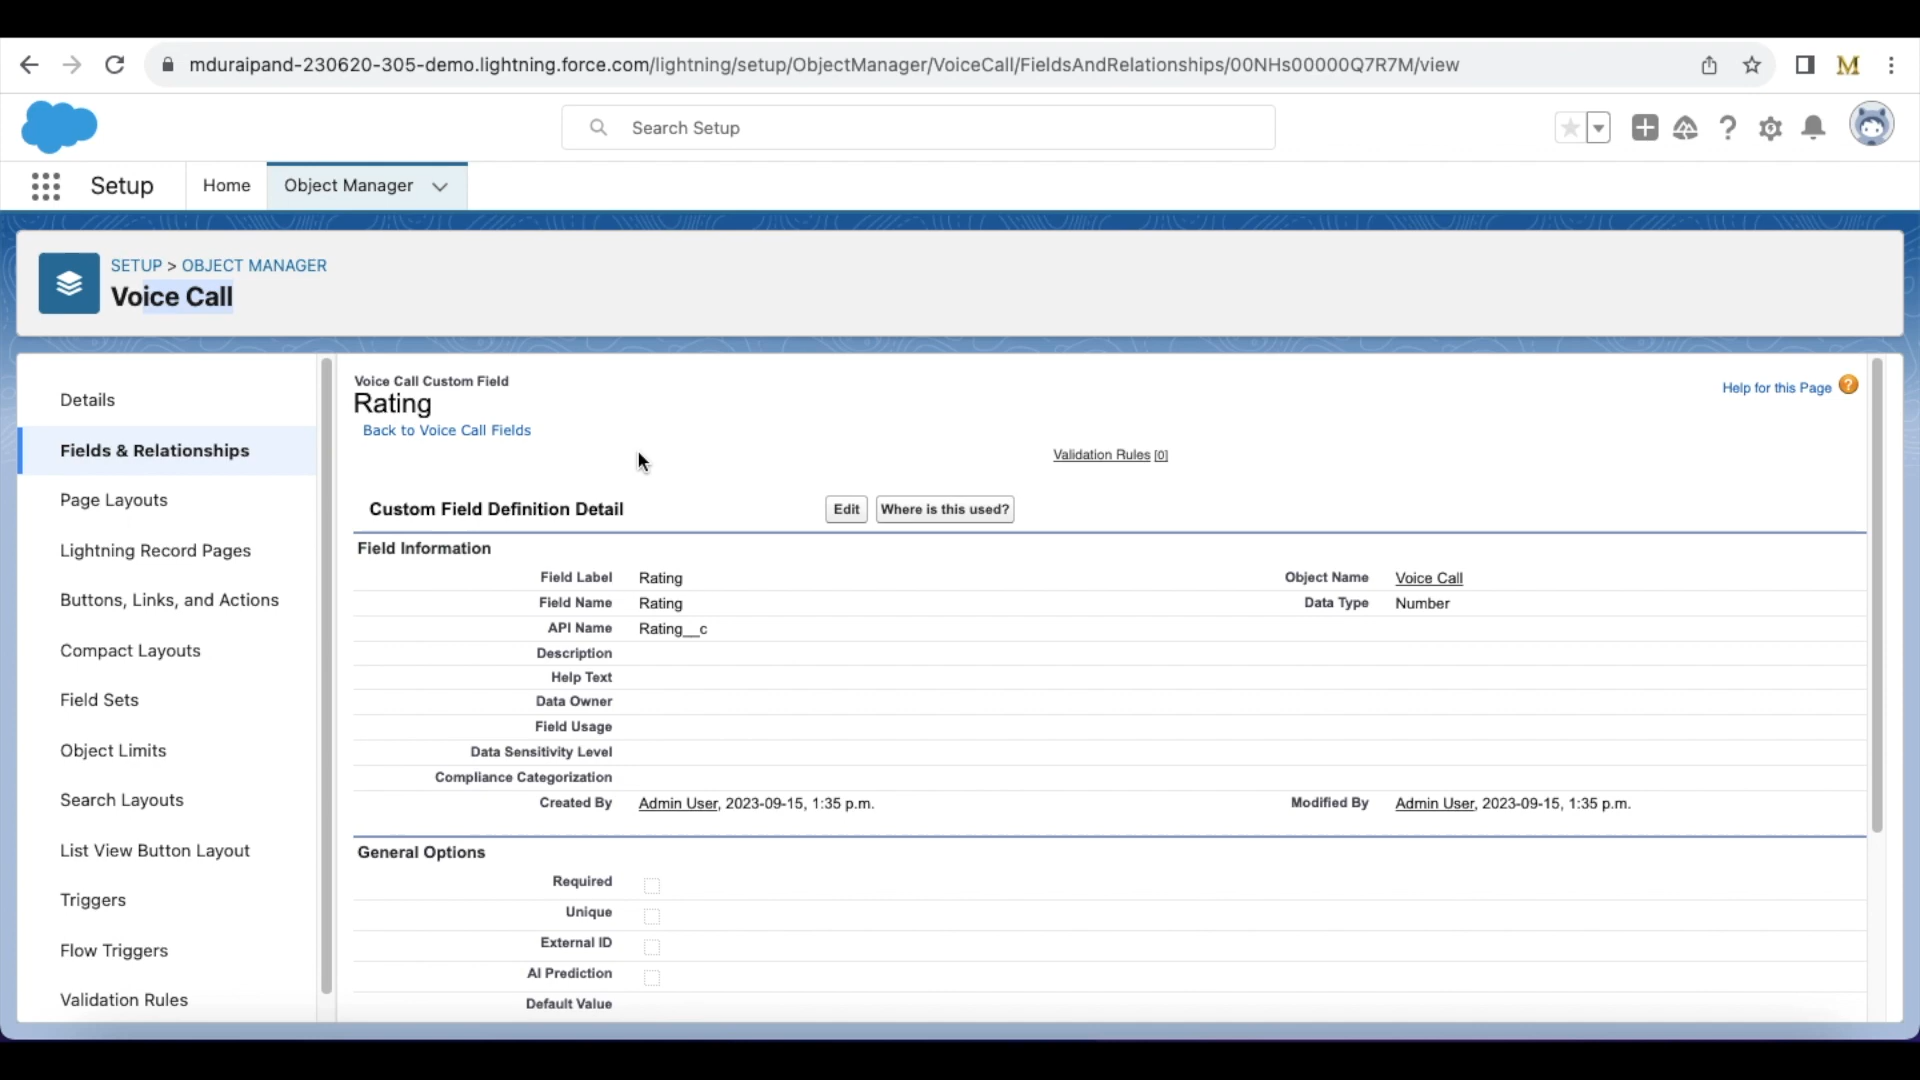 mduraipand-230620-305-demo.lightning.force.com/lightning/setup/ObjectManager/VoiceCall/FieldsAndRelationships/00NHs00000Q7R7M/view
M
Search Setup
Setup
Home
Object Manager
SETUP > OBJECT MANAGER
Voice Call
Details
Fields & Relationships
Page Layouts
Lightning Record Pages
Buttons, Links, and Actions
Compact Layouts
Field Sets
Object Limits
Search Layouts
List View Button Layout
Triggers
Flow Triggers
Validation Rules
Voice Call Custom Field
Rating
Back to Voice Call Fields
Help for this Page ?
Validation Rules [0]
Custom Field Definition Detail
Edit
Where is this used?
Field Information
Field Label Rating Object Name Voice Call
Field Name Rating Data Type Number
API Name Rating__c
Description
Help Text
Data Owner
Field Usage
Data Sensitivity Level
Compliance Categorization
Created By Admin User, 2023-09-15, 1:35 p.m. Modified By Admin User, 2023-09-15, 1:35 p.m.
General Options
Required
Unique
External ID
AI Prediction
Default Value